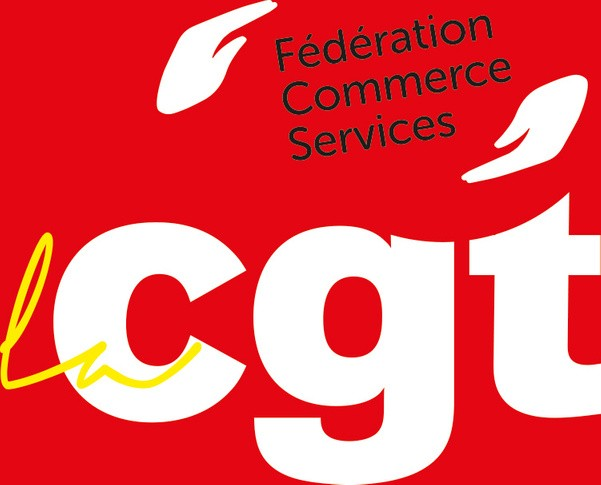 Fédération
Commerce
Services
la cgt